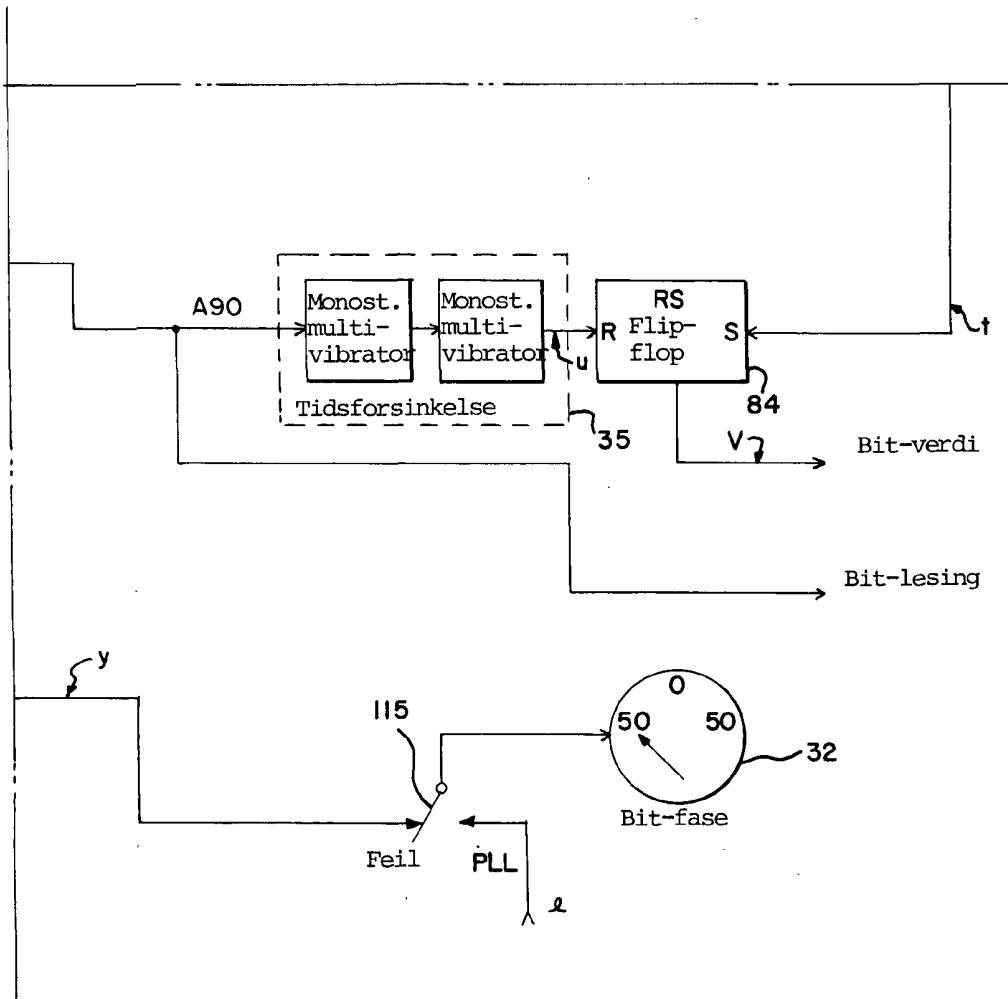 A90
Monost.
multi-
vibrator
Monost.
multi-
vibrator
u
Tidsforsinkelse
35
RS
R Flip- S
flop
84
t
V
Bit-verdi
Bit-lesing
y
115
Feil
PLL
e
0
50 50
32
Bit-fase